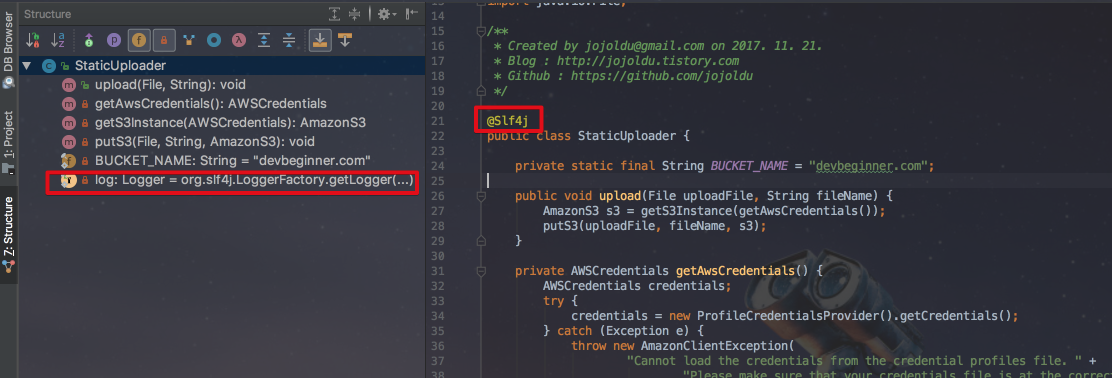 Structure
StaticUploader
upload(File, String): void
getAwsCredentials(): AWSCredentials
getS3Instance(AWSCredentials): AmazonS3
putS3(File, String, AmazonS3): void
BUCKET_NAME: String = "devbeginner.com"
log: Logger = org.slf4j.LoggerFactory.getLogger(...)
DB Browser
1: Project
Z: Structure
14
15 /**
16 * Created by jojoldu@gmail.com on 2017. 11. 21.
17 * Blog : http://jojoldu.tistory.com
18 * Github : https://github.com/jojoldu
19 */
20
21 @Slf4j
22 public class StaticUploader {
23
24 private static final String BUCKET_NAME = "devbeginner.com";
25
26 public void upload(File uploadFile, String fileName) {
27 AmazonS3 s3 = getS3Instance(getAwsCredentials());
28 putS3(uploadFile, fileName, s3);
29 }
30
31 private AWSCredentials getAwsCredentials() {
32 AWSCredentials credentials;
33 try {
34 credentials = new ProfileCredentialsProvider().getCredentials();
35 } catch (Exception e) {
36 throw new AmazonClientException(
37 "Cannot load the credentials from the credential profiles file. " +
38 "Please make sure that your credentials file is at the correct